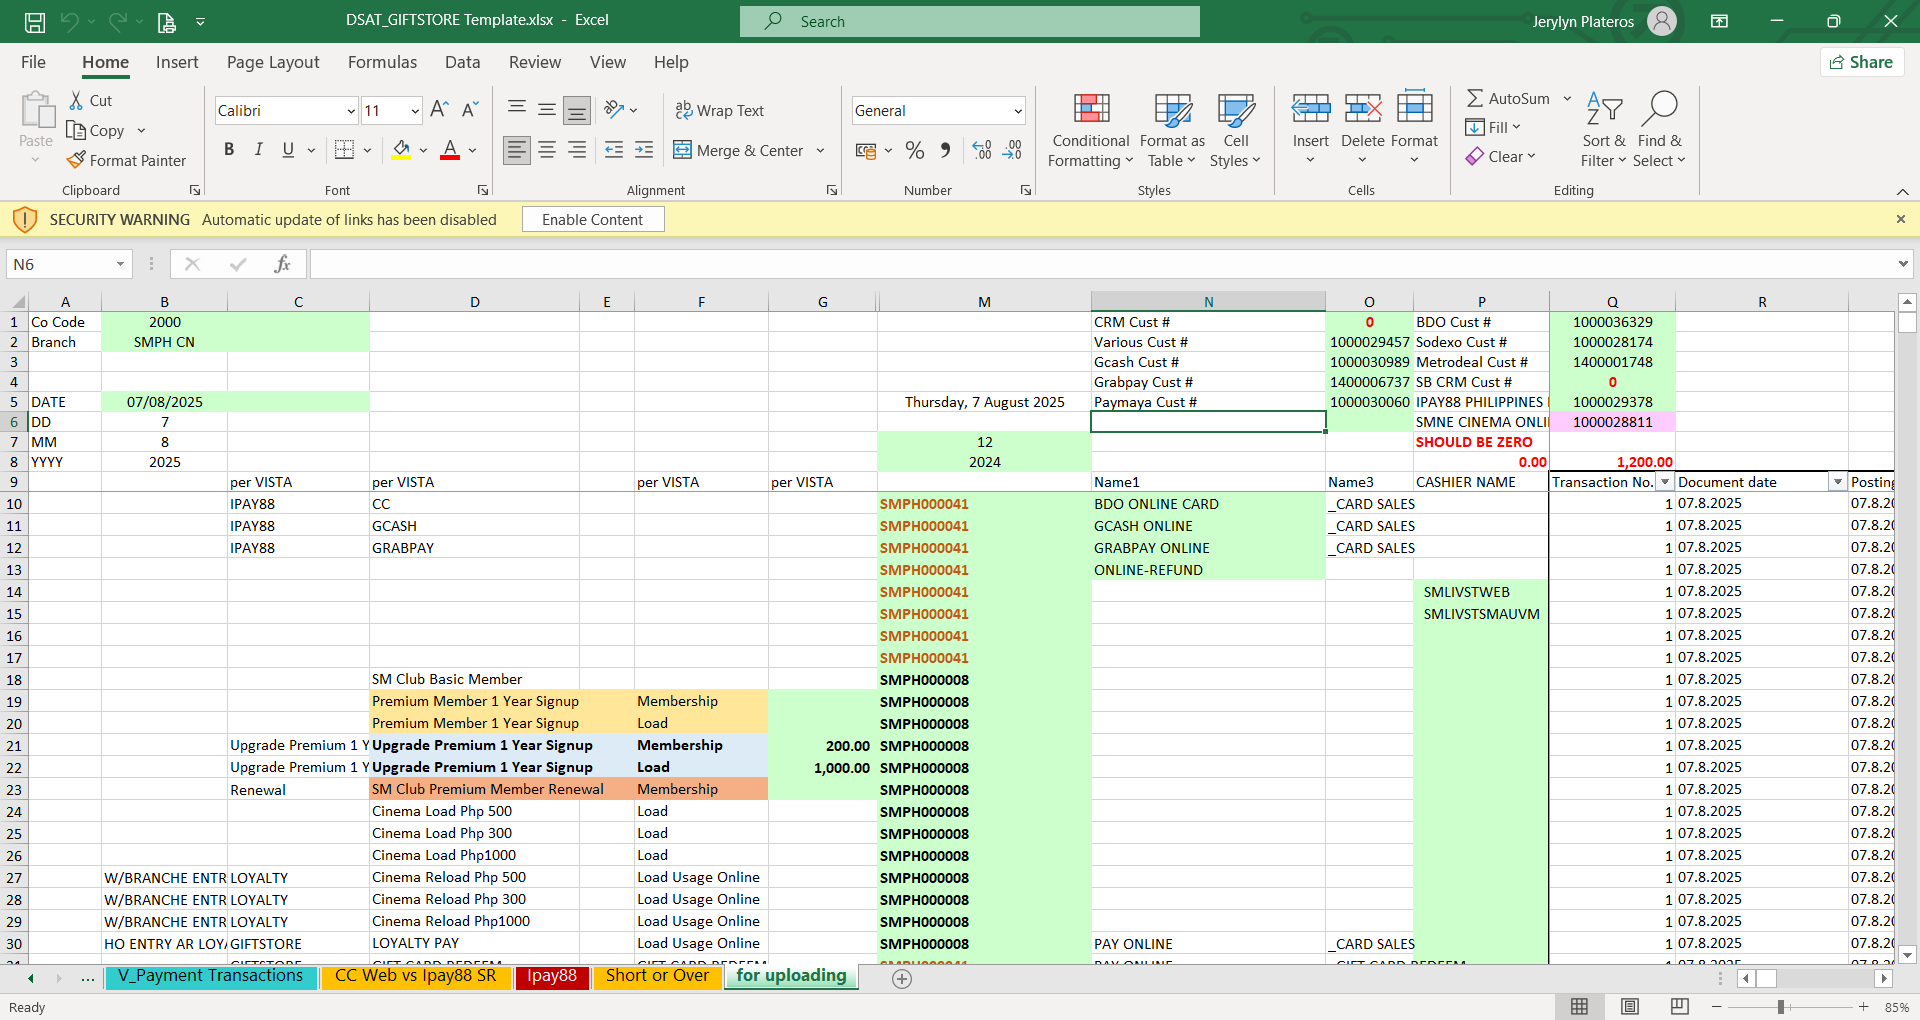 DSAT_GIFTSTORE Template.xlsx - Excel
Search
Jerylyn Plateros
File Home Insert Page Layout Formulas Data Review View Help
Share
Paste
Cut
Copy
Format Painter
Clipboard
Calibri 11
B I U
Font
Wrap Text
Merge & Center
Alignment
General
Number
Conditional Formatting
Format as Table
Cell Styles
Styles
Insert Delete Format
Cells
AutoSum
Fill
Clear
Sort & Filter
Find & Select
Editing
SECURITY WARNING Automatic update of links has been disabled Enable Content
N6 fx
A B C D E F G M N O P Q R
1 Co Code 2000 CRM Cust # 0 BDO Cust # 1000036329
2 Branch SMPH CN Various Cust # 1000029457 Sodexo Cust # 1000028174
3 Gcash Cust # 1000030989 Metrodeal Cust # 1400001748
4 Grabpay Cust # 1400006737 SB CRM Cust # 0
5 DATE 07/08/2025 Thursday, 7 August 2025 Paymaya Cust # 1000030060 IPAY88 PHILIPPINES 1000029378
6 DD 7 SMNE CINEMA ONLI 1000028811
7 MM 8 12 SHOULD BE ZERO
8 YYYY 2025 2024 0.00 1,200.00
9 per VISTA per VISTA per VISTA per VISTA Name1 Name3 CASHIER NAME Transaction No. Document date Posting
10 IPAY88 CC SMPH000041 BDO ONLINE CARD _CARD SALES 1 07.8.2025 07.8.20
11 IPAY88 GCASH SMPH000041 GCASH ONLINE _CARD SALES 1 07.8.2025 07.8.20
12 IPAY88 GRABPAY SMPH000041 GRABPAY ONLINE _CARD SALES 1 07.8.2025 07.8.20
13 SMPH000041 ONLINE-REFUND 1 07.8.2025 07.8.20
14 SMPH000041 SMLIVSTWEB 1 07.8.2025 07.8.20
15 SMPH000041 SMLIVSTSMAUVM 1 07.8.2025 07.8.20
16 SMPH000041 1 07.8.2025 07.8.20
17 SMPH000041 1 07.8.2025 07.8.20
18 SM Club Basic Member SMPH000008 1 07.8.2025 07.8.20
19 Premium Member 1 Year Signup Membership SMPH000008 1 07.8.2025 07.8.20
20 Premium Member 1 Year Signup Load SMPH000008 1 07.8.2025 07.8.20
21 Upgrade Premium 1 Y Upgrade Premium 1 Year Signup Membership 200.00 SMPH000008 1 07.8.2025 07.8.20
22 Upgrade Premium 1 Y Upgrade Premium 1 Year Signup Load 1,000.00 SMPH000008 1 07.8.2025 07.8.20
23 Renewal SM Club Premium Member Renewal Membership SMPH000008 1 07.8.2025 07.8.20
24 Cinema Load Php 500 Load SMPH000008 1 07.8.2025 07.8.20
25 Cinema Load Php 300 Load SMPH000008 1 07.8.2025 07.8.20
26 Cinema Load Php1000 Load SMPH000008 1 07.8.2025 07.8.20
27 W/BRANCHE ENTR LOYALTY Cinema Reload Php 500 Load Usage Online SMPH000008 1 07.8.2025 07.8.20
28 W/BRANCHE ENTR LOYALTY Cinema Reload Php 300 Load Usage Online SMPH000008 1 07.8.2025 07.8.20
29 W/BRANCHE ENTR LOYALTY Cinema Reload Php1000 Load Usage Online SMPH000008 1 07.8.2025 07.8.20
30 HO ENTRY AR LOYA GIFTSTORE LOYALTY PAY Load Usage Online SMPH000008 PAY ONLINE _CARD SALES 1 07.8.2025 07.8.20
... V_Payment Transactions CC Web vs Ipay88 SR Ipay88 Short or Over for uploading
Ready 85%